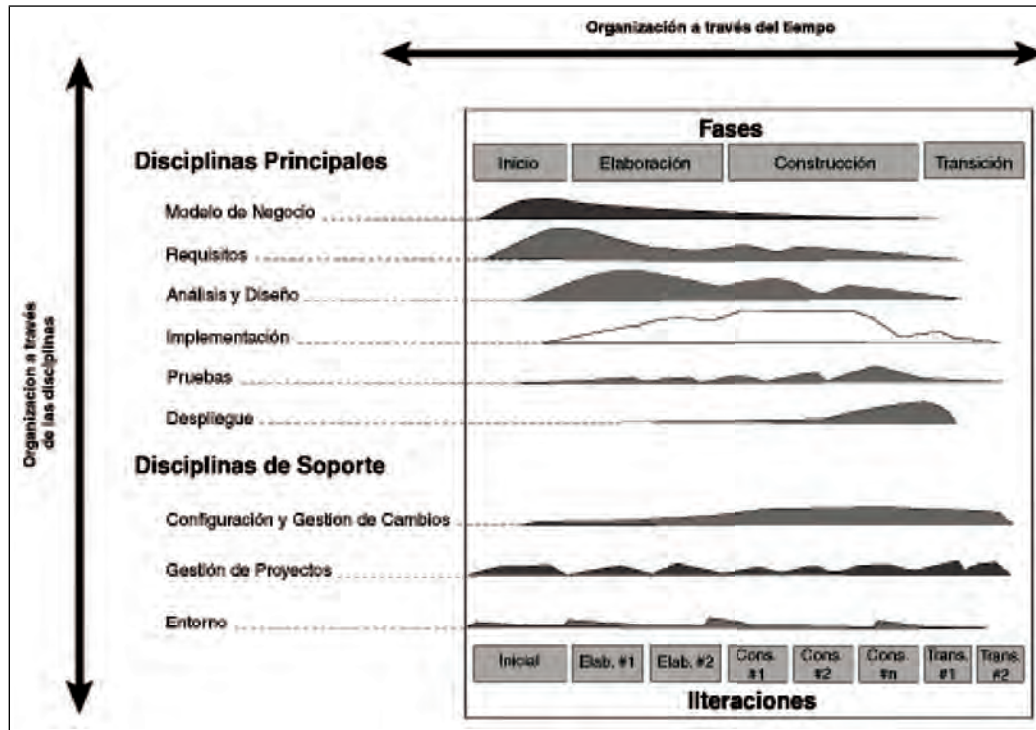 Organización a través del tiempo
Organización a través
de las disciplinas
Fases
Inicio
Elaboración
Construcción
Transición
Disciplinas Principales
Modelo de Negocio
Requisitos
Análisis y Diseño
Implementación
Pruebas
Despliegue
Disciplinas de Soporte
Configuración y Gestion de Cambios
Gestión de Proyectos
Entorno
Inicial
Elab. #1
Elab. #2
Cons.
#1
Cons.
#2
Cons.
#n
Trans.
#1
Trans.
#2
IIteraciones